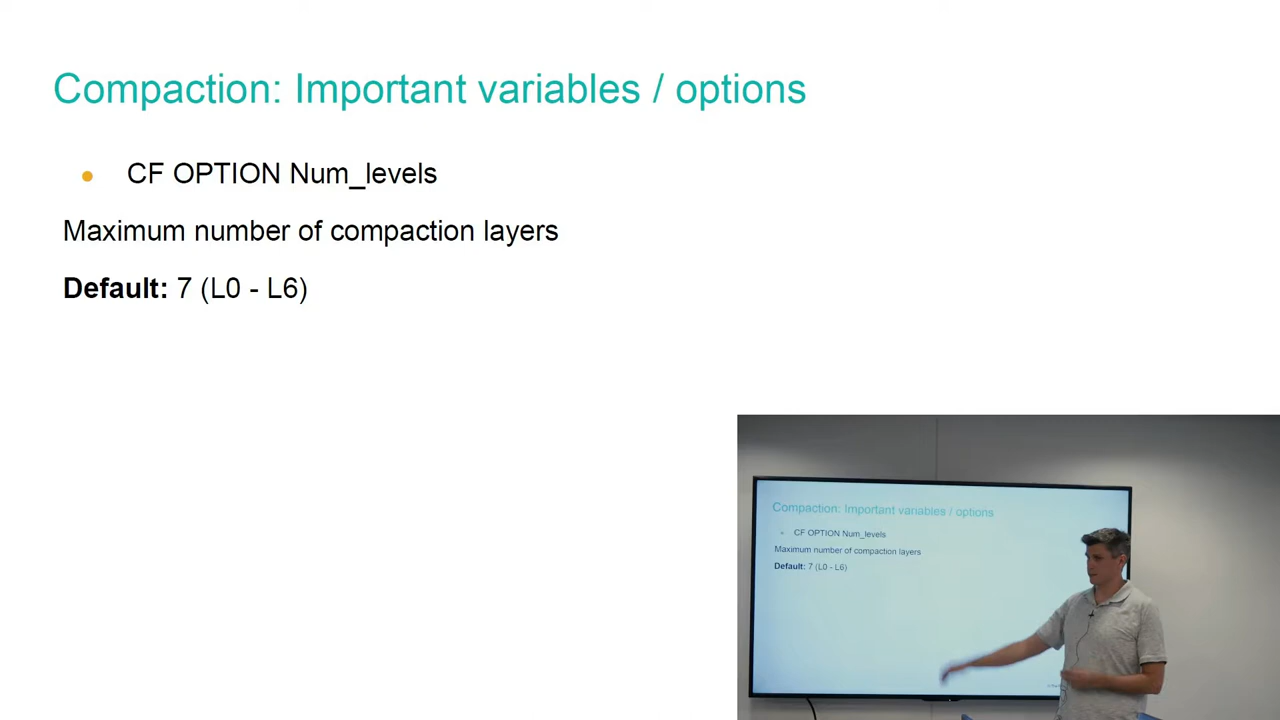 Compaction: Important variables / options
● CF OPTION Num_levels
Maximum number of compaction layers
Default: 7 (L0 - L6)
Compaction: Important variables / options
CF OPTION Num_levels
Maximum number of compaction layers
Default: 7 (L0 - L6)